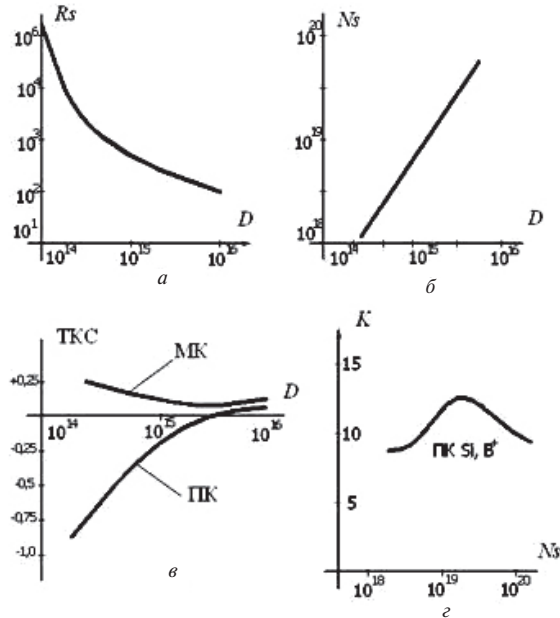 Rs
10⁶
10⁴
10³
10²
10¹
10¹⁴
10¹⁵
10¹⁶
D
а
Ns
10²⁰
10¹⁹
10¹⁸
10¹⁴
10¹⁵
10¹⁶
D
б
ТКС
МК
D
+0,25
10¹⁴
10¹⁵
10¹⁶
-0,25
-0,25
ПК
-0,75
-1,0
в
K
15
10
ПК Si, B⁺
5
Ns
10¹⁸
10¹⁹
10²⁰
г